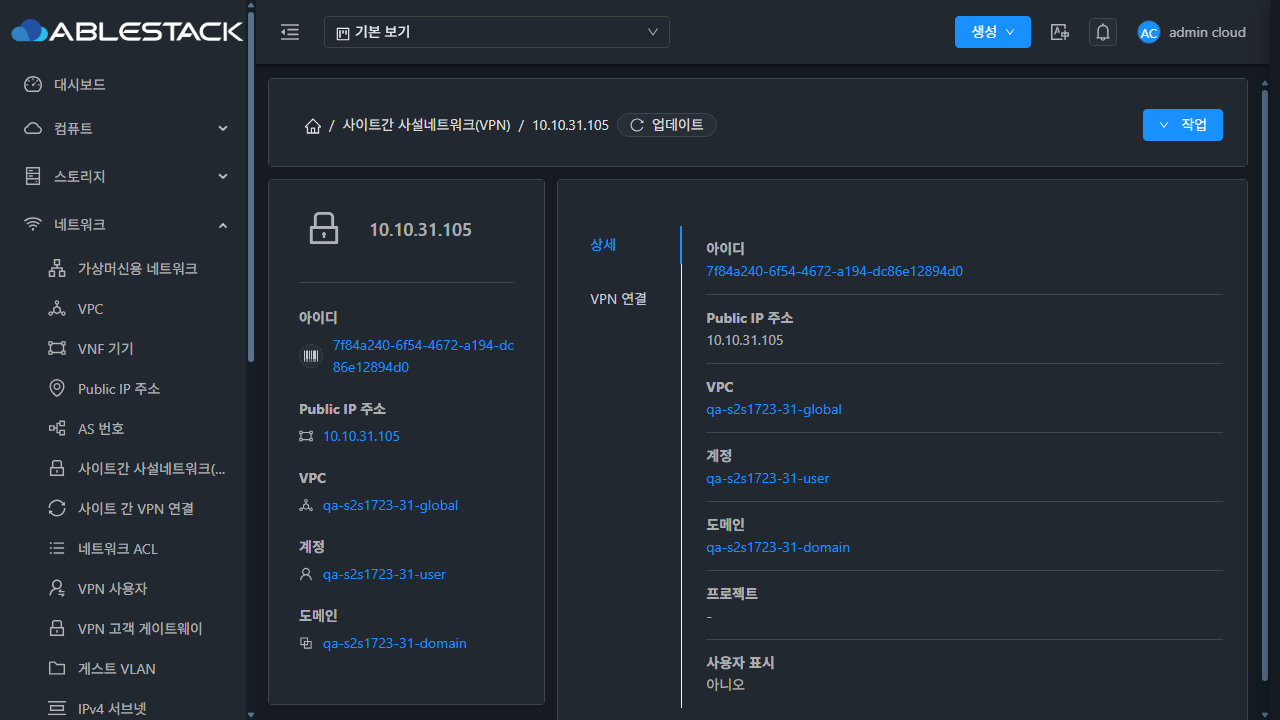 ABLESTACK
기본 보기
생성
AC
admin cloud
대시보드
컴퓨트
스토리지
네트워크
가상머신용 네트워크
VPC
VNF 기기
Public IP 주소
AS 번호
사이트간 사설네트워크(...
사이트 간 VPN 연결
네트워크 ACL
VPN 사용자
VPN 고객 게이트웨이
게스트 VLAN
IPv4 서브넷
/ 사이트간 사설네트워크(VPN) / 10.10.31.105
업데이트
작업
10.10.31.105
아이디
7f84a240-6f54-4672-a194-dc
86e12894d0
Public IP 주소
10.10.31.105
VPC
qa-s2s1723-31-global
계정
qa-s2s1723-31-user
도메인
qa-s2s1723-31-domain
상세
VPN 연결
아이디
7f84a240-6f54-4672-a194-dc86e12894d0
Public IP 주소
10.10.31.105
VPC
qa-s2s1723-31-global
계정
qa-s2s1723-31-user
도메인
qa-s2s1723-31-domain
프로젝트
-
사용자 표시
아니오